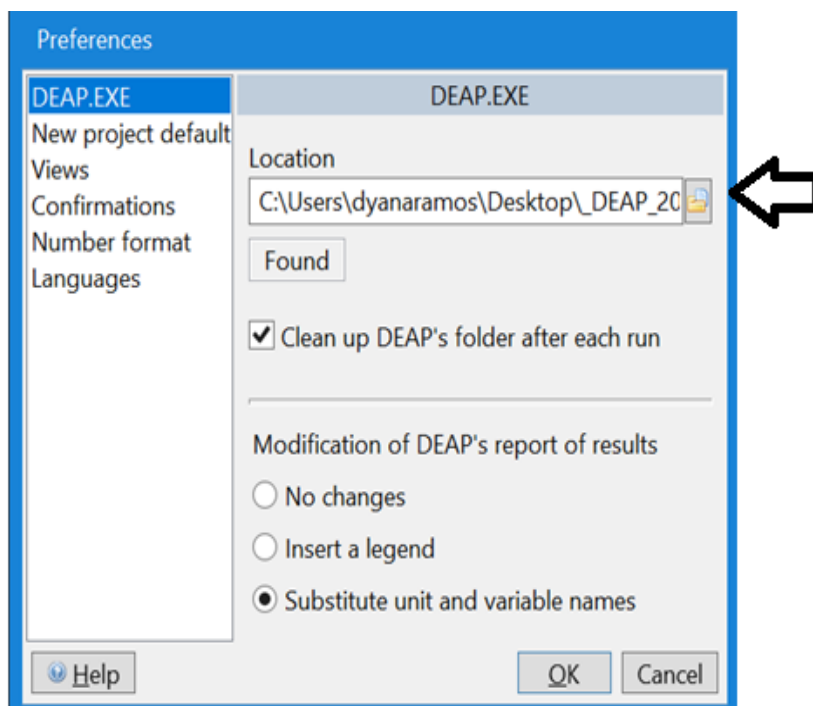 Preferences
DEAP.EXE
New project default
Views
Confirmations
Number format
Languages
DEAP.EXE
Location
C:\Users\dyanaramos\Desktop\_DEAP_20
Found
Clean up DEAP's folder after each run
Modification of DEAP's report of results
No changes
Insert a legend
Substitute unit and variable names
Help
OK
Cancel